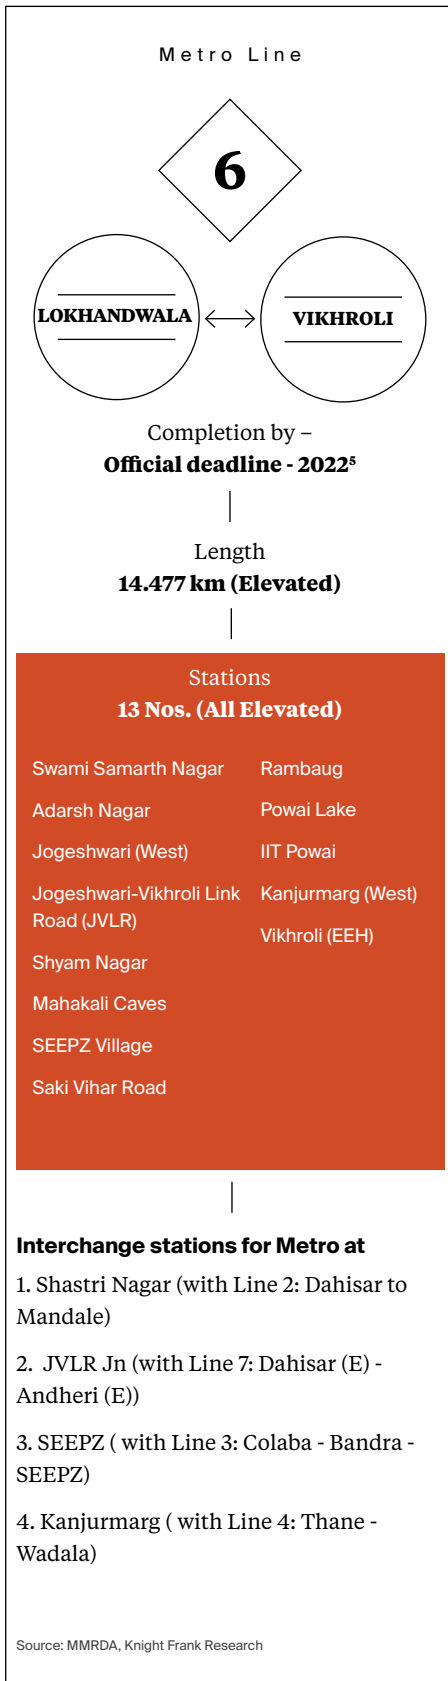 Metro Line
6
LOKHANDWALA
VIKHROLI
Completion by –
Official deadline - 2022⁵
Length
14.477 km (Elevated)
Stations
13 Nos. (All Elevated)
Swami Samarth Nagar
Adarsh Nagar
Jogeshwari (West)
Jogeshwari-Vikhroli Link
Road (JVLR)
Shyam Nagar
Mahakali Caves
SEEPZ Village
Saki Vihar Road
Rambaug
Powai Lake
IIT Powai
Kanjurmarg (West)
Vikhroli (EEH)
Interchange stations for Metro at
1. Shastri Nagar (with Line 2: Dahisar to
Mandale)
2. JVLR Jn (with Line 7: Dahisar (E) -
Andheri (E))
3. SEEPZ ( with Line 3: Colaba - Bandra -
SEEPZ)
4. Kanjurmarg ( with Line 4: Thane -
Wadala)
Source: MMRDA, Knight Frank Research